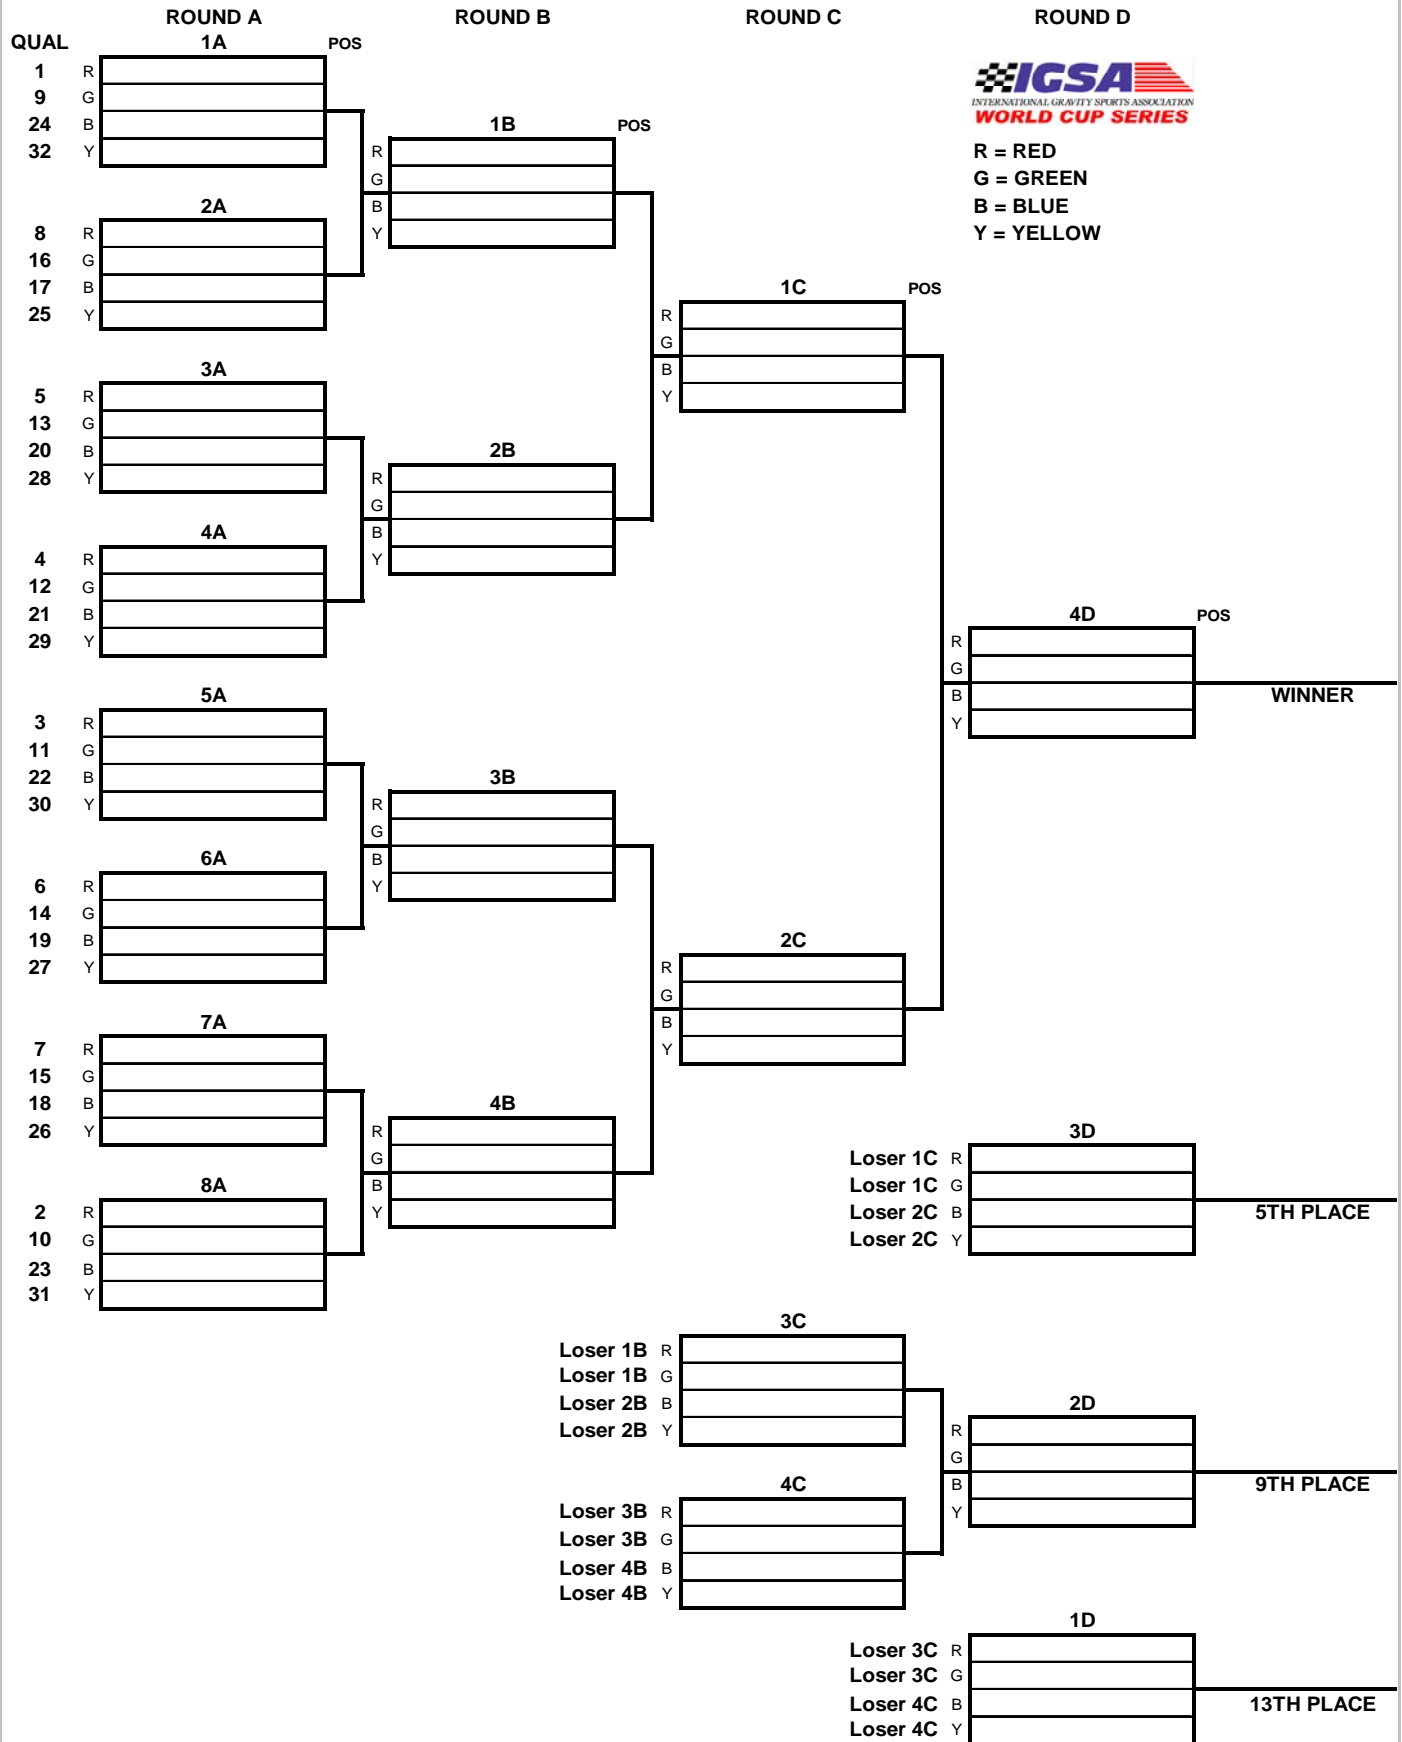 ROUND A ROUND B ROUND C ROUND D
QUAL 1A POS
1 R
9 G
24 B
32 Y
2A
8 R
16 G
17 B
25 Y
3A
5 R
13 G
20 B
28 Y
4A
4 R
12 G
21 B
29 Y
5A
3 R
11 G
22 B
30 Y
6A
6 R
14 G
19 B
27 Y
7A
7 R
15 G
18 B
26 Y
8A
2 R
10 G
23 B
31 Y
1B POS
R
G
B
Y
2B
R
G
B
Y
3B
R
G
B
Y
4B
R
G
B
Y
1C POS
R
G
B
Y
2C
R
G
B
Y
3C
Loser 1B R
Loser 1B G
Loser 2B B
Loser 2B Y
4C
Loser 3B R
Loser 3B G
Loser 4B B
Loser 4B Y
IGSA
INTERNATIONAL GRAVITY SPORTS ASSOCIATION
WORLD CUP SERIES
R = RED
G = GREEN
B = BLUE
Y = YELLOW
4D POS
R
G
B
Y
WINNER
3D
Loser 1C R
Loser 1C G
Loser 2C B
Loser 2C Y
5TH PLACE
2D
R
G
B
Y
9TH PLACE
1D
Loser 3C R
Loser 3C G
Loser 4C B
Loser 4C Y
13TH PLACE